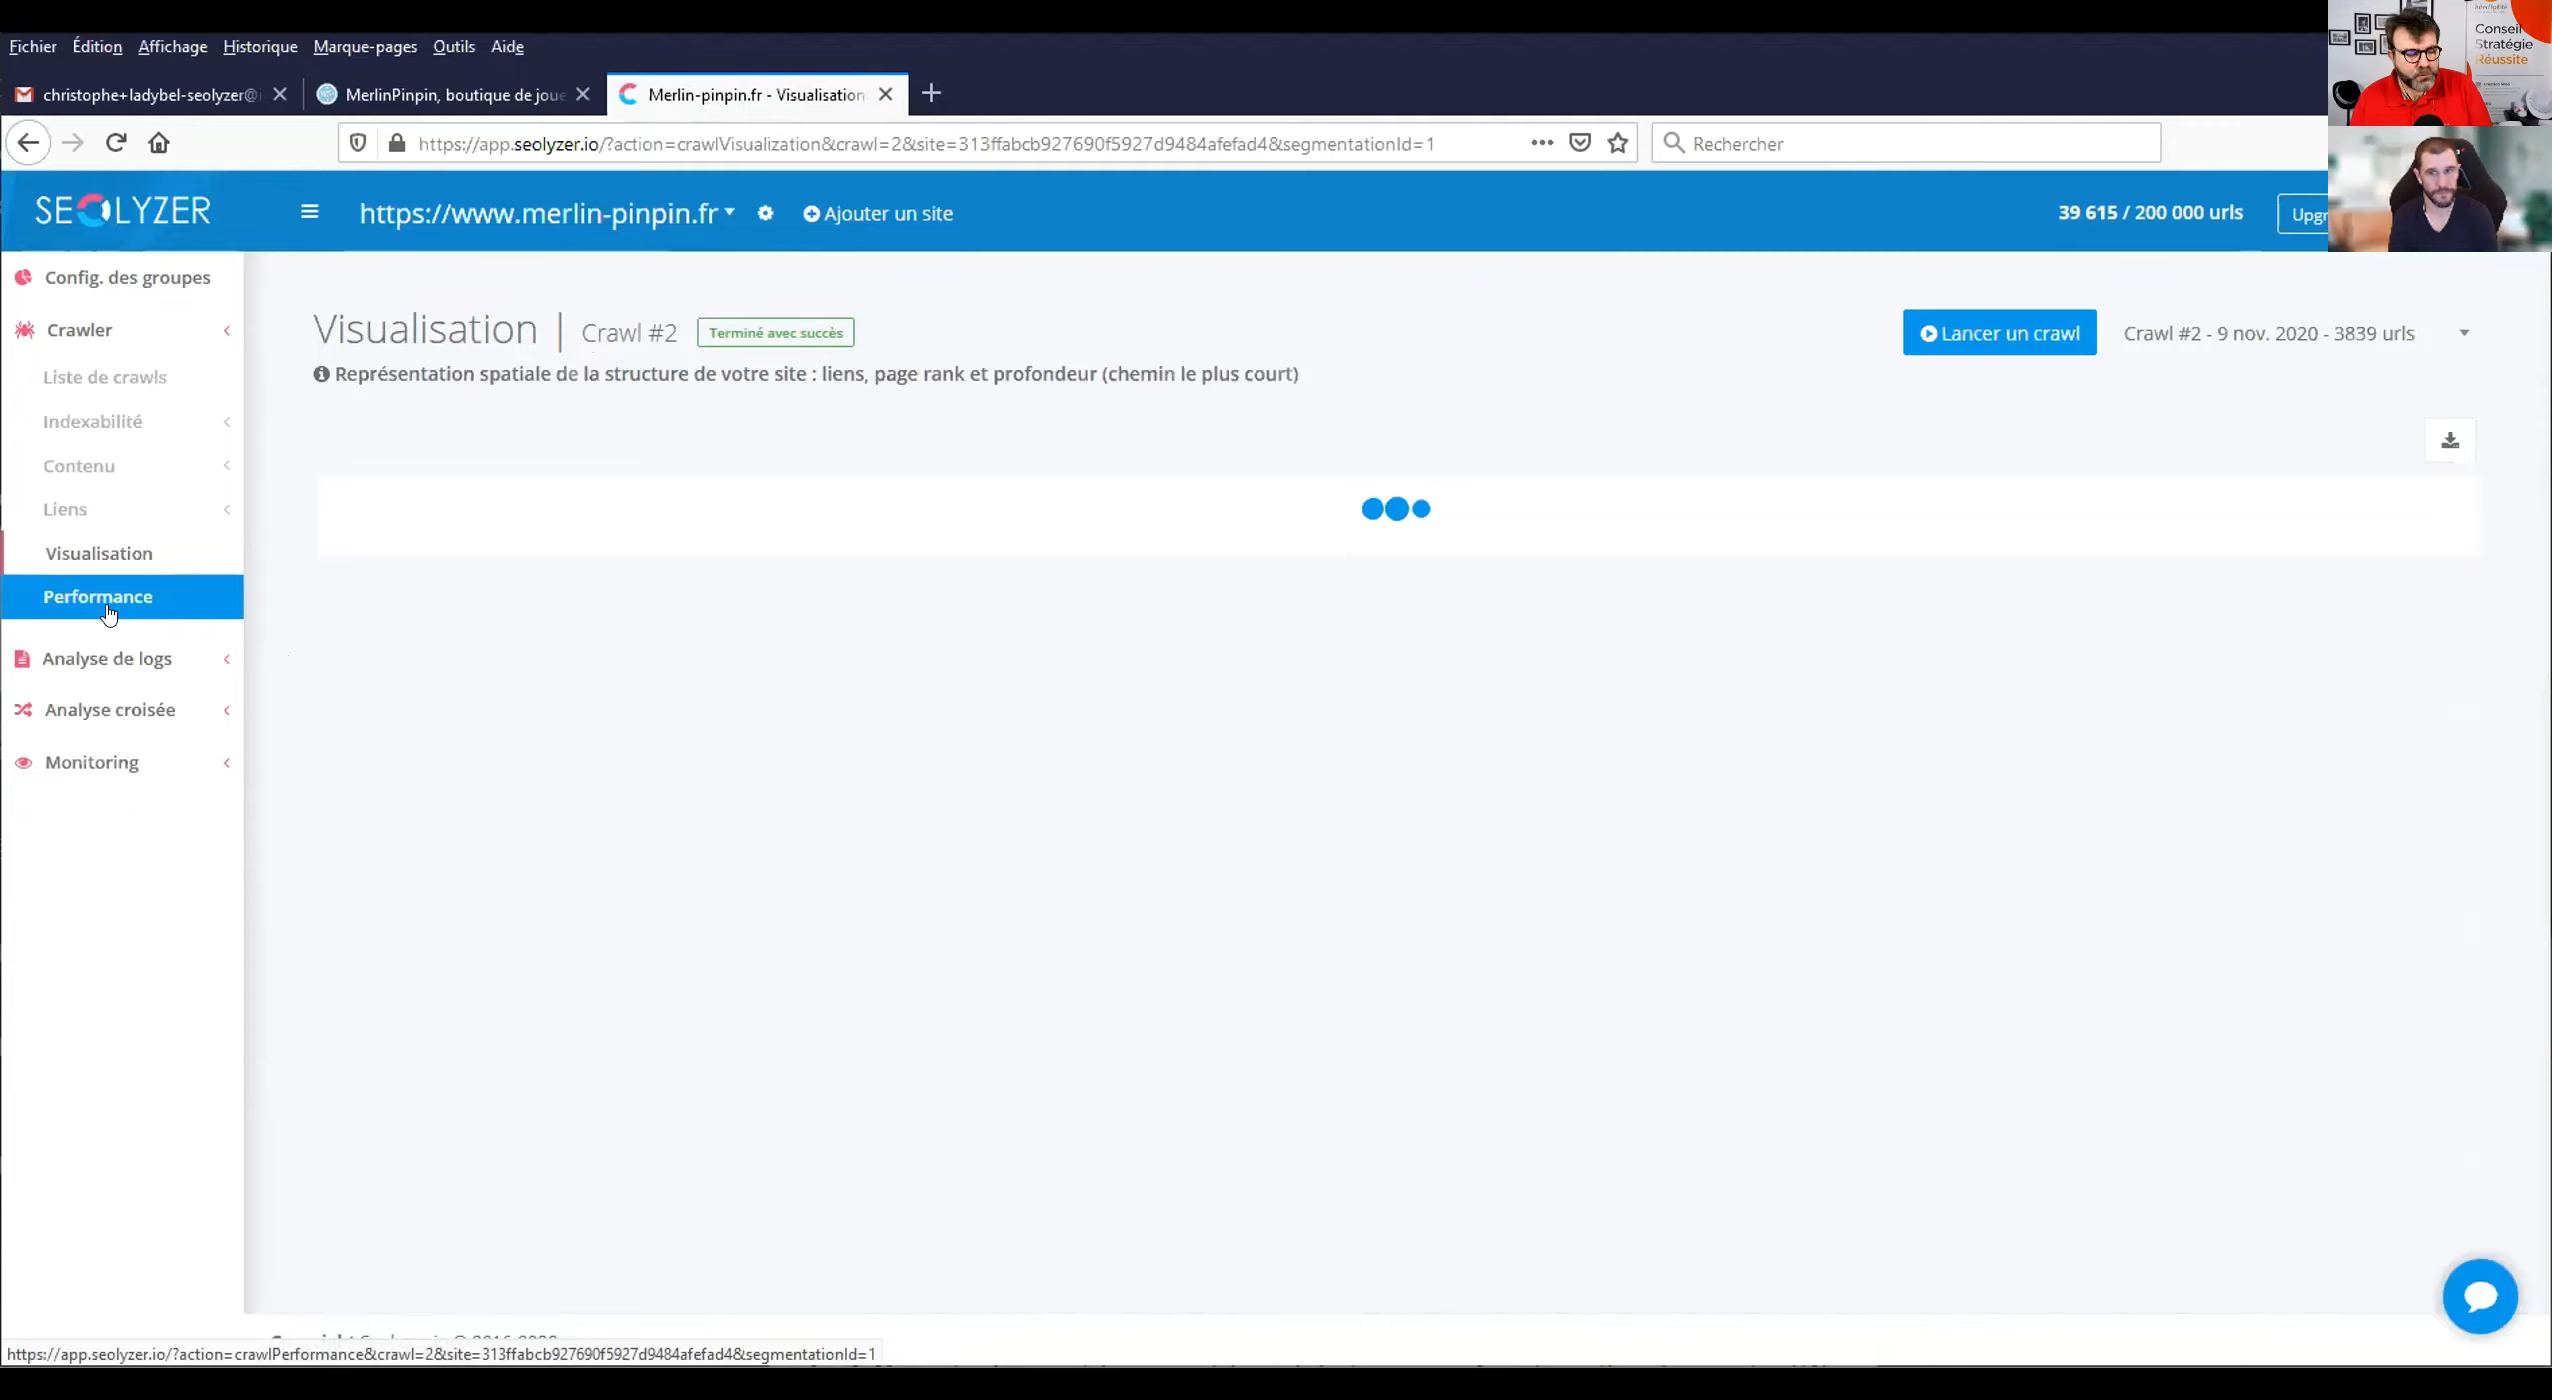 Fichier Édition Affichage Historique Marque-pages Outils Aide
christophe+ladybel-seolyzer@
MerlinPinpin, boutique de joue
Merlin-pinpin.fr - Visualisation
https://app.seolyzer.io/?action=crawlVisualization&crawl=2&site=313ffabcb927690f5927d9484afefad4&segmentationId=1
Rechercher
SEOLYZER
https://www.merlin-pinpin.fr
Ajouter un site
39 615 / 200 000 urls
Upgr
Conseil
Stratégie
Réussite
Config. des groupes
Crawler
Liste de crawls
Indexabilité
Contenu
Liens
Visualisation
Performance
Analyse de logs
Analyse croisée
Monitoring
Visualisation | Crawl #2 Terminé avec succès
Lancer un crawl
Crawl #2 - 9 nov. 2020 - 3839 urls
Représentation spatiale de la structure de votre site : liens, page rank et profondeur (chemin le plus court)
https://app.seolyzer.io/?action=crawlPerformance&crawl=2&site=313ffabcb927690f5927d9484afefad4&segmentationId=1